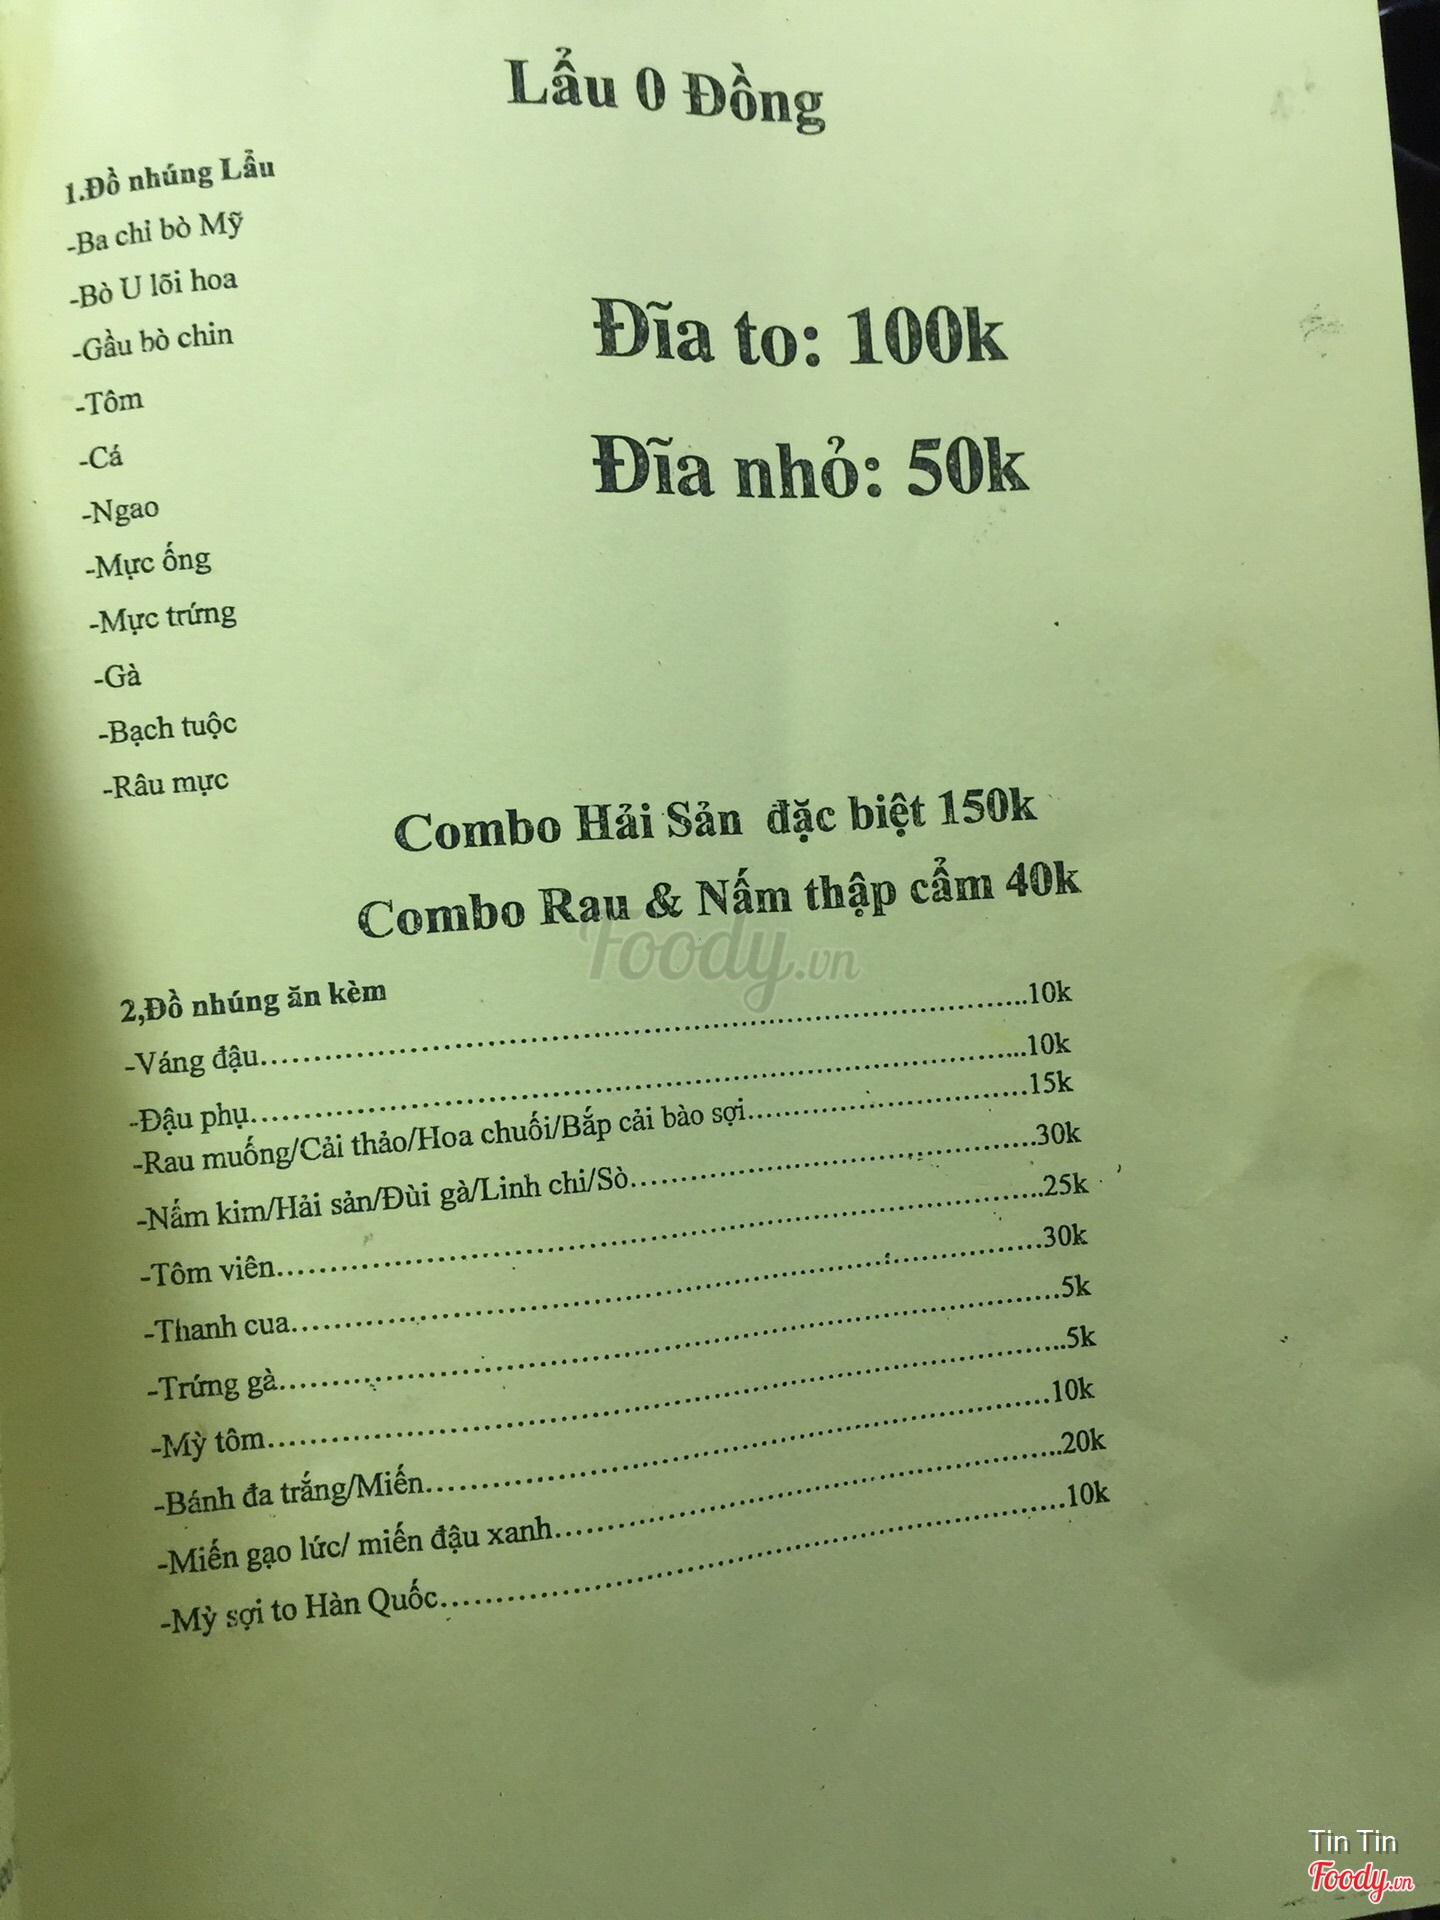 Lẩu 0 Đồng
1.Đồ nhúng Lẩu
-Ba chỉ bò Mỹ
-Bò U lõi hoa
-Gầu bò chin
-Tôm
-Cá
-Ngao
-Mực ống
-Mực trứng
-Gà
-Bạch tuộc
-Râu mực
Đĩa to: 100k
Đĩa nhỏ: 50k
Combo Hải Sản đặc biệt 150k
Combo Rau & Nấm thập cẩm 40k
Foody.vn
2,Đồ nhúng ăn kèm
-Váng đậu..........10k
-Đậu phụ..........10k
-Rau muống/Cải thảo/Hoa chuối/Bắp cải bào sợi..........15k
-Nấm kim/Hải sản/Đùi gà/Linh chi/Sò..........30k
-Tôm viên..........25k
-Thanh cua..........30k
-Trứng gà..........5k
-Mỳ tôm..........5k
-Bánh đa trắng/Miến..........10k
-Miến gạo lức/ miến đậu xanh..........20k
-Mỳ sợi to Hàn Quốc..........10k
Tin Tin
Foody.vn